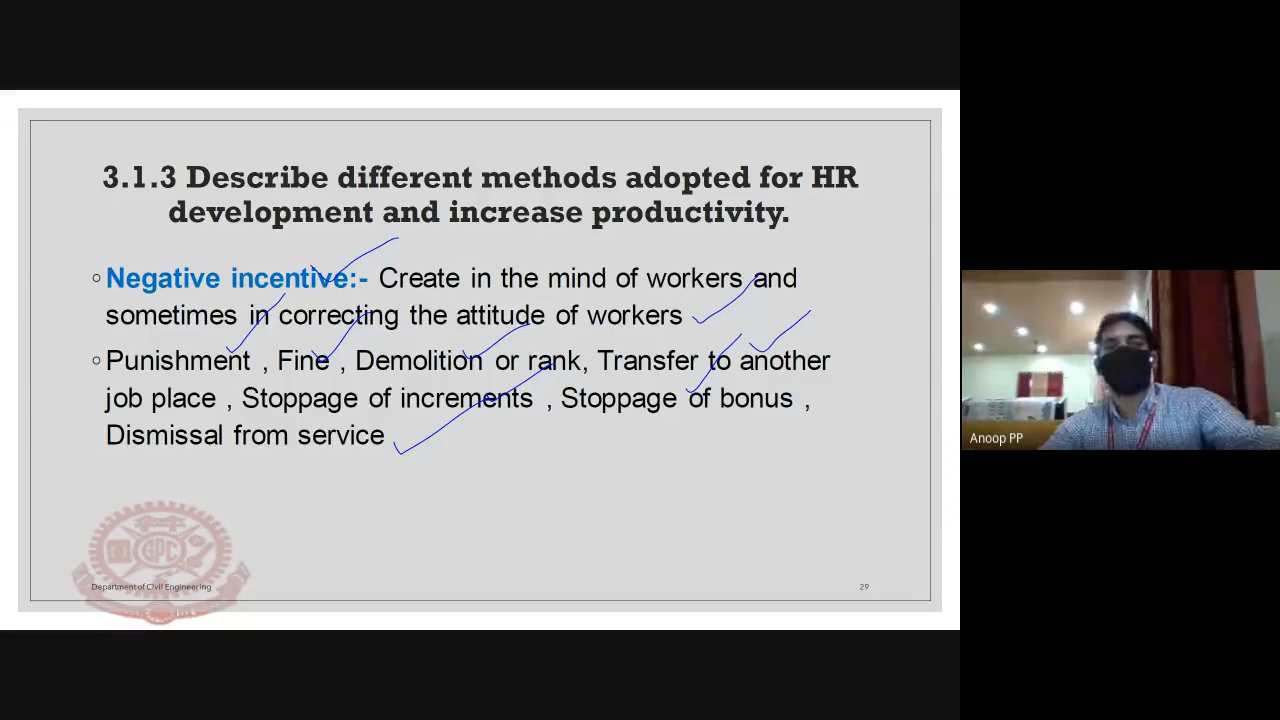 3.1.3 Describe different methods adopted for HR
development and increase productivity.
◦Negative incentive:- Create in the mind of workers and
sometimes in correcting the attitude of workers
◦Punishment , Fine , Demolition or rank, Transfer to another
job place , Stoppage of increments , Stoppage of bonus ,
Dismissal from service
Department of Civil Engineering
29
Anoop PP